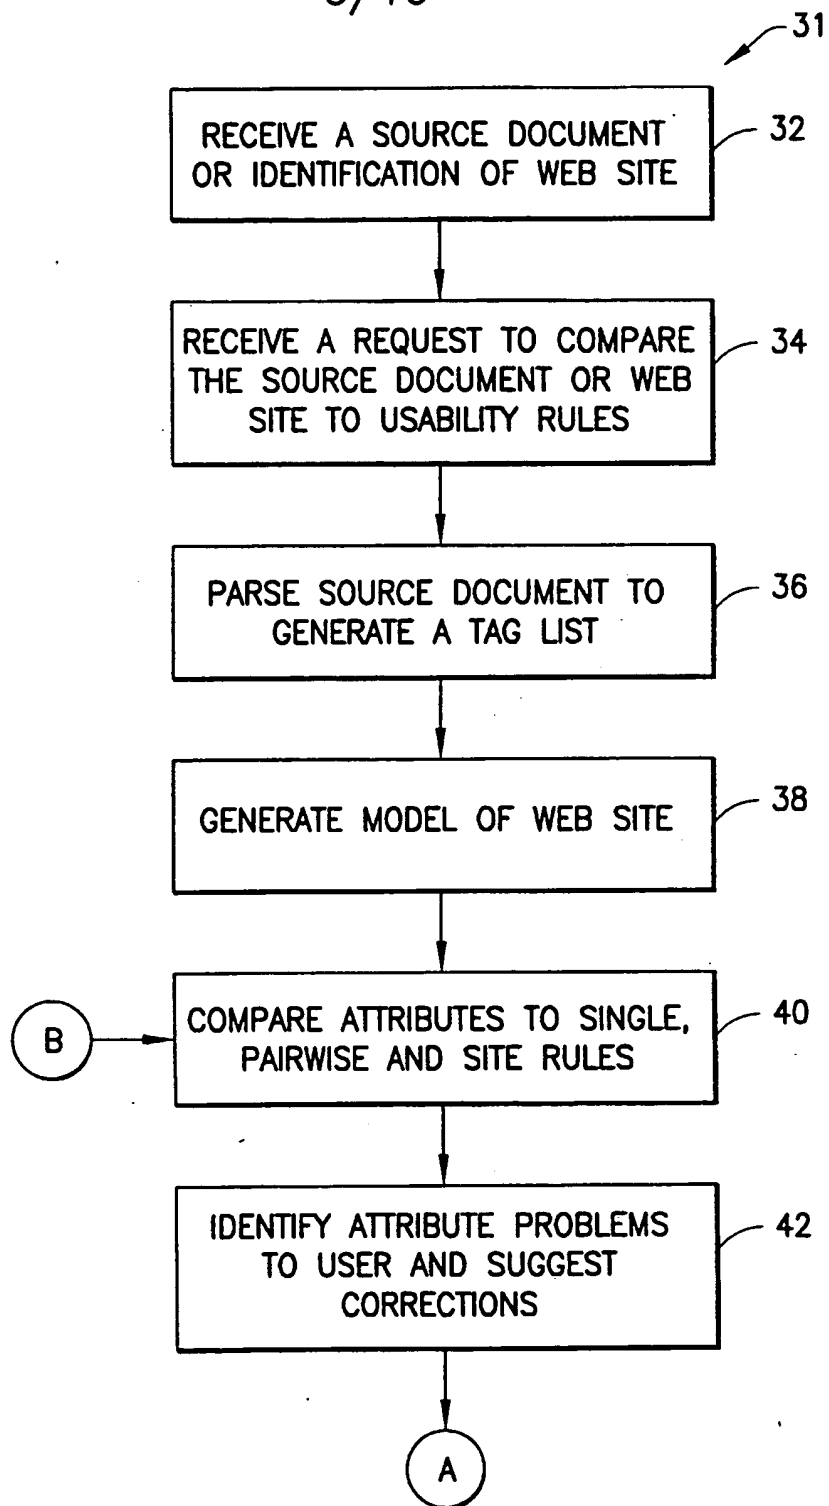 31
RECEIVE A SOURCE DOCUMENT
OR IDENTIFICATION OF WEB SITE
32
RECEIVE A REQUEST TO COMPARE
THE SOURCE DOCUMENT OR WEB
SITE TO USABILITY RULES
34
PARSE SOURCE DOCUMENT TO
GENERATE A TAG LIST
36
GENERATE MODEL OF WEB SITE
38
B
COMPARE ATTRIBUTES TO SINGLE,
PAIRWISE AND SITE RULES
40
IDENTIFY ATTRIBUTE PROBLEMS
TO USER AND SUGGEST
CORRECTIONS
42
A